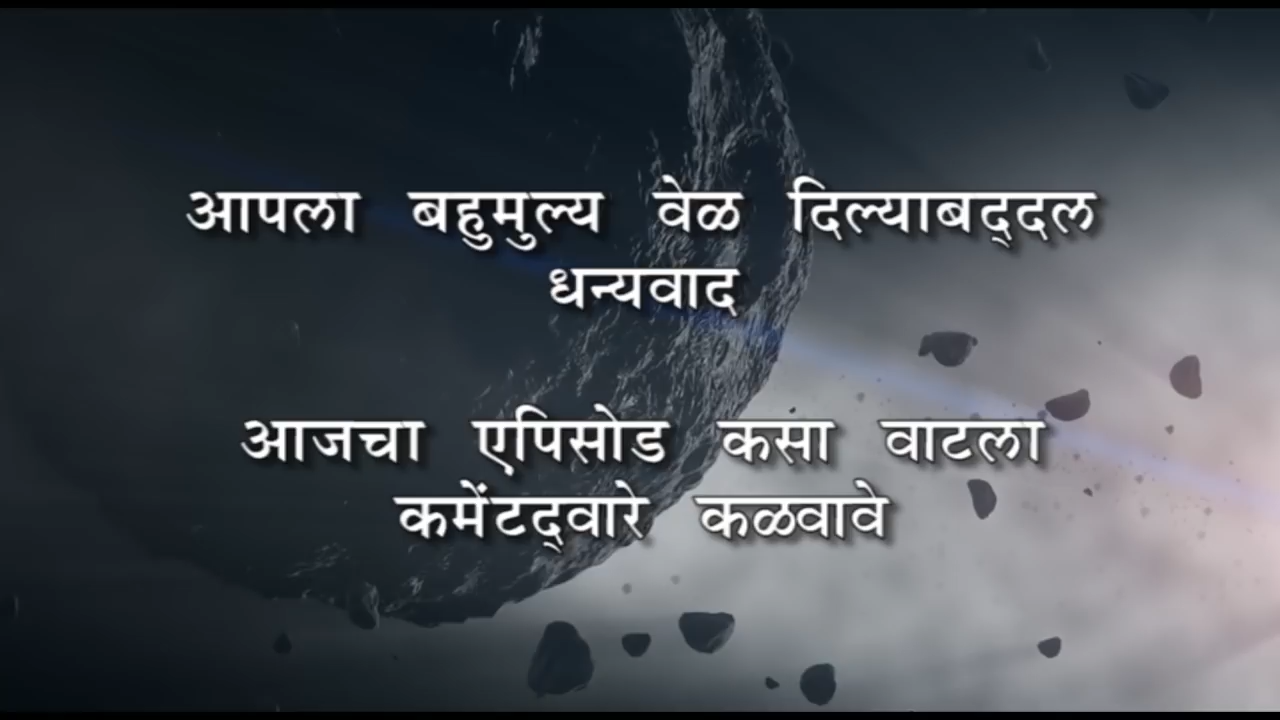 आपला बहुमुल्य वेळ दिल्याबद्‌दल
धन्यवाद
आजचा एपिसोड कसा वाटला
कमेंटद्‌वारे कळवावे